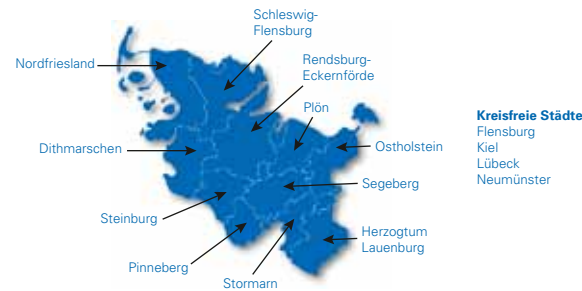 Schleswig-
Flensburg
Nordfriesland
Rendsburg-
Eckernförde
Plön
Kreisfreie Städte
Flensburg
Kiel
Lübeck
Neumünster
Dithmarschen
Ostholstein
Segeberg
Steinburg
Herzogtum
Lauenburg
Pinneberg
Stormarn